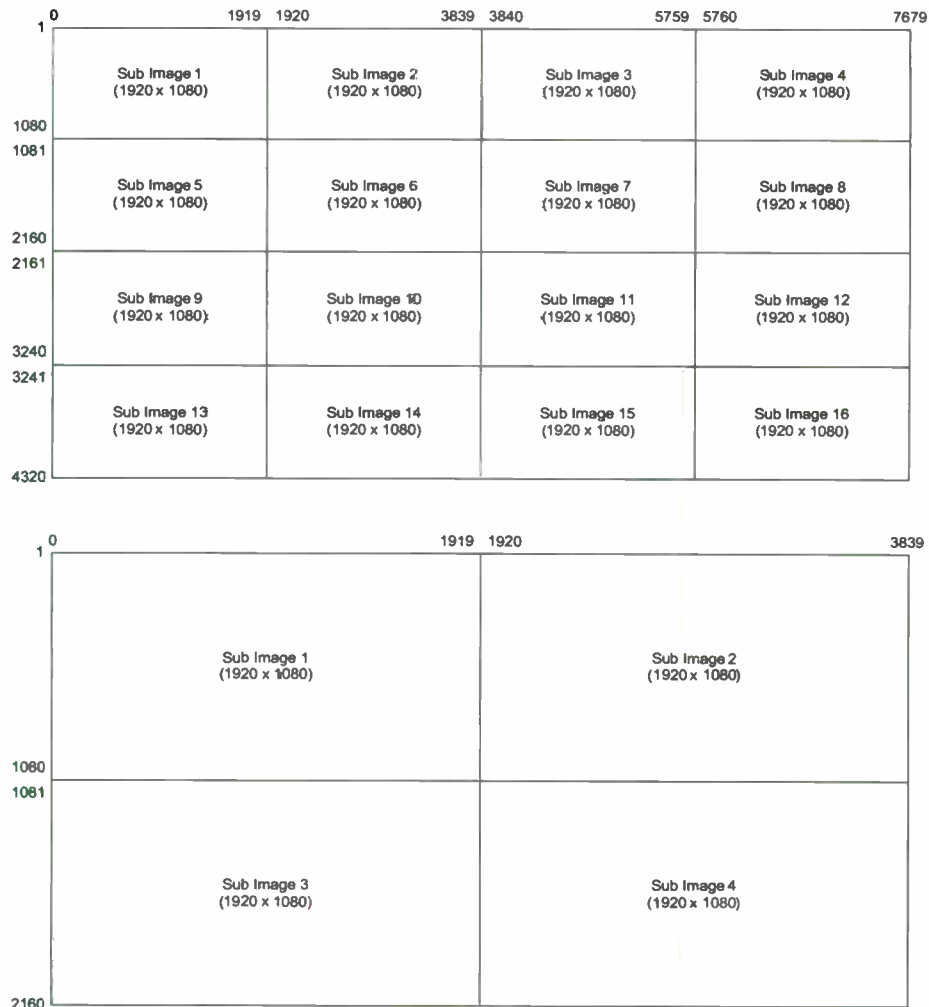 0 1919 1920 3839 3840 5759 5760 7679
1
Sub Image 1 Sub Image 2 Sub Image 3 Sub Image 4
(1920 x 1080) (1920 x 1080) (1920 x 1080) (1920 x 1080)
1080
1081
Sub Image 5 Sub Image 6 Sub Image 7 Sub Image 8
(1920 x 1080) (1920 x 1080) (1920 x 1080) (1920 x 1080)
2160
2161
Sub Image 9 Sub Image 10 Sub Image 11 Sub Image 12
(1920 x 1080) (1920 x 1080) (1920 x 1080) (1920 x 1080)
3240
3241
Sub Image 13 Sub Image 14 Sub Image 15 Sub Image 16
(1920 x 1080) (1920 x 1080) (1920 x 1080) (1920 x 1080)
4320
0 1919 1920 3839
1
Sub Image 1 Sub Image 2
(1920 x 1080) (1920 x 1080)
1080
1081
Sub Image 3 Sub Image 4
(1920 x 1080) (1920 x 1080)
2160